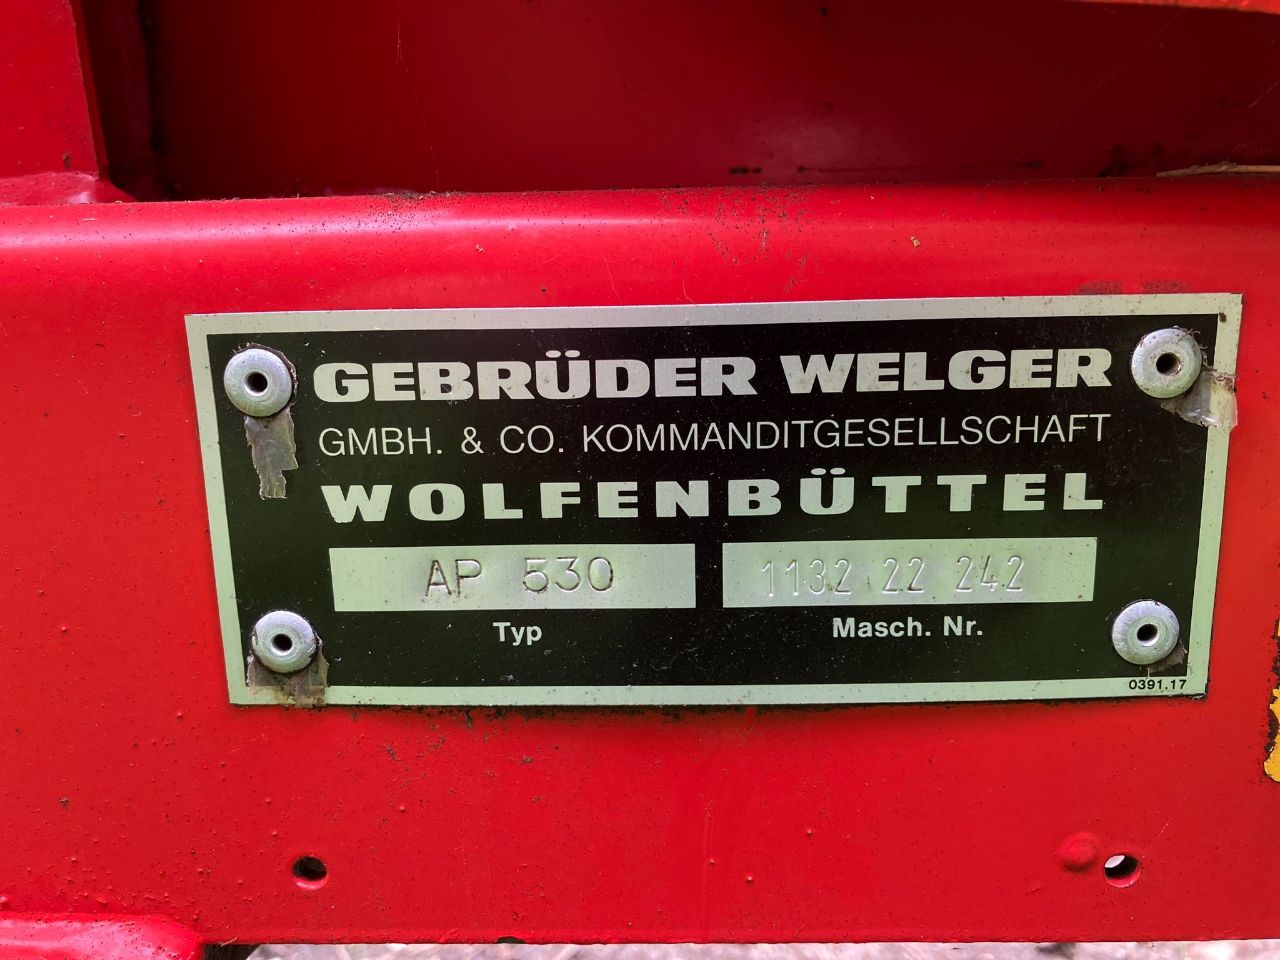 GEBRÜDER WELGER
GMBH. & CO. KOMMANDITGESELLSCHAFT
WOLFENBÜTTEL
AP 530 1132 22 242
Typ Masch. Nr.
0391.17